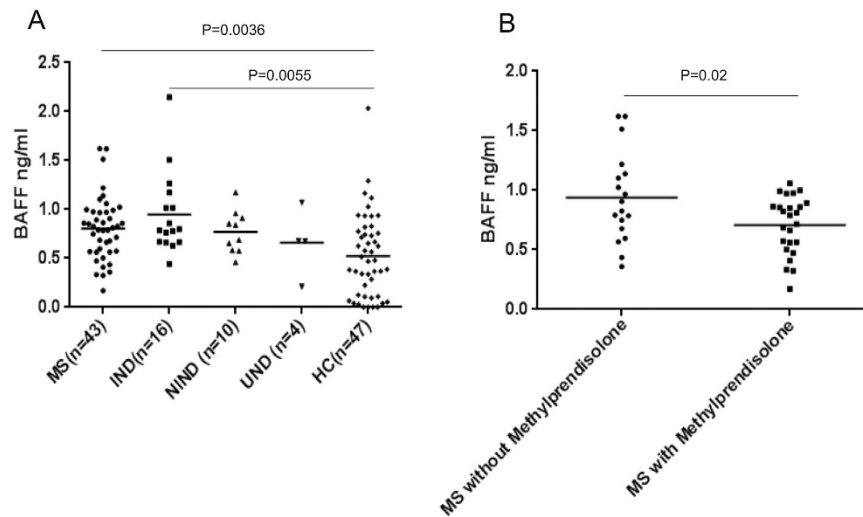 A
P=0.0036
P=0.0055
BAFF ng/ml
2.5
2.0
1.5
1.0
0.5
0.0
MS(n=43)
IND(n=16)
NIND (n=10)
UND (n=4)
HC(n=47)
B
P=0.02
BAFF ng/ml
2.0
1.5
1.0
0.5
0.0
MS without Methylprendisolone
MS with Methylprendisolone